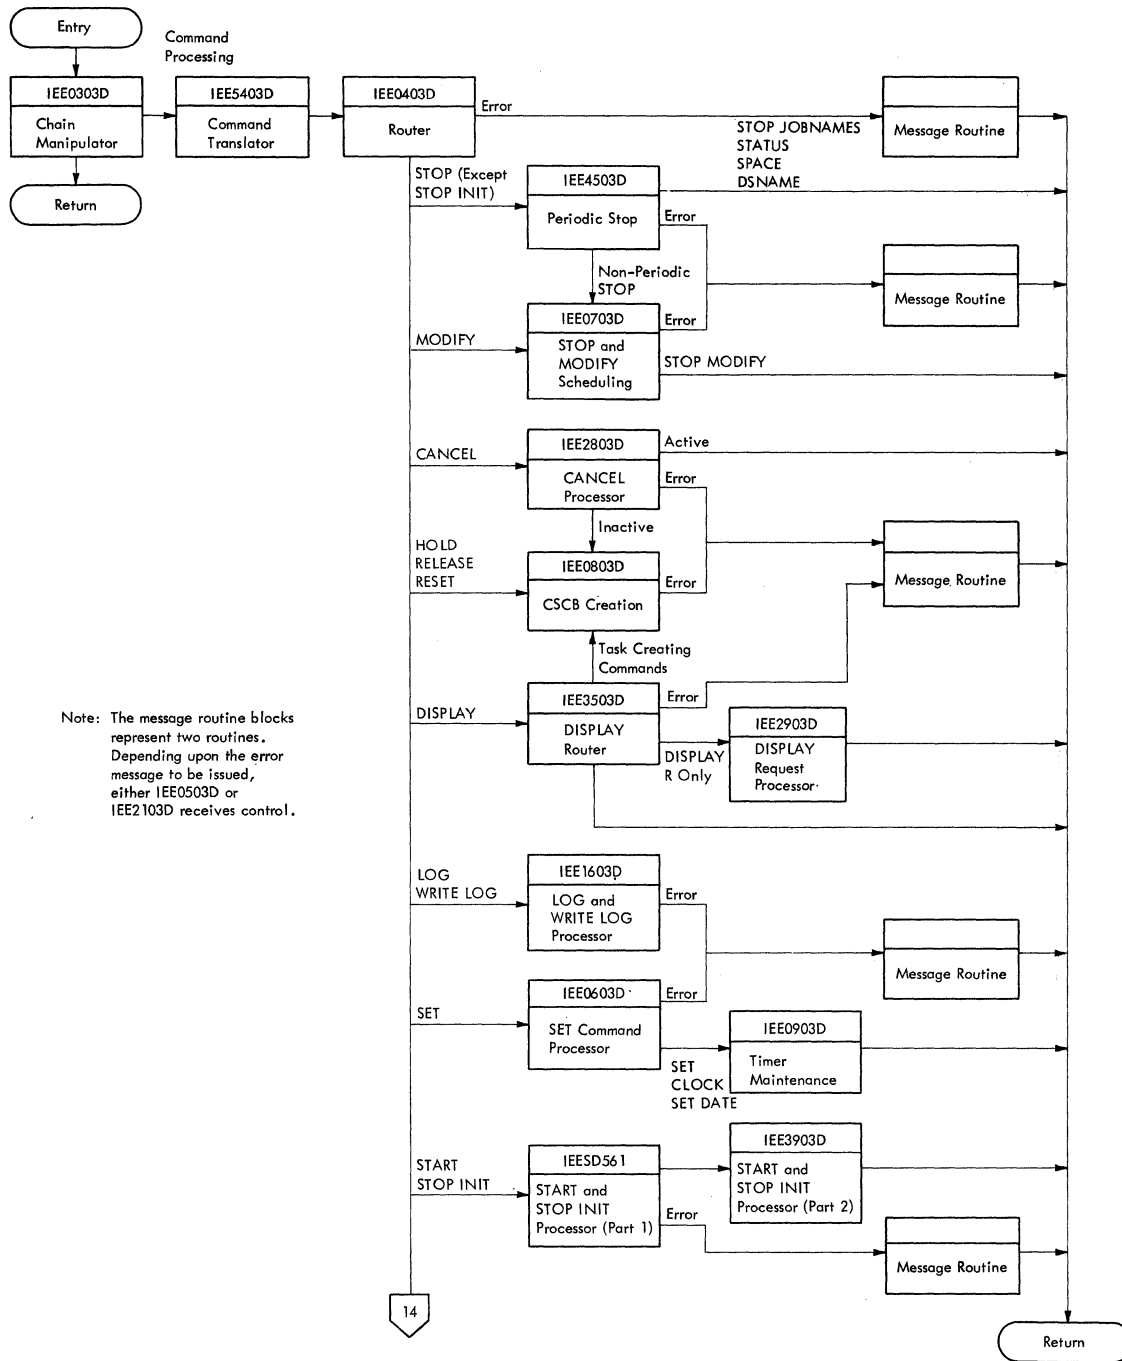 Entry
Command
Processing
IEE0303D
Chain
Manipulator
IEE5403D
Command
Translator
IEE0403D
Router
Error
Message Routine
Return
STOP JOBNAMES
STATUS
SPACE
DSNAME
STOP (Except
STOP INIT)
IEE4503D
Periodic Stop
Error
Non-Periodic
STOP
Message Routine
MODIFY
IEE0703D
STOP and
MODIFY
Scheduling
Error
STOP MODIFY
CANCEL
IEE2803D
CANCEL
Processor
Active
Error
Inactive
HOLD
RELEASE
RESET
IEE0803D
CSCB Creation
Error
Message Routine
Task Creating
Commands
DISPLAY
IEE3503D
DISPLAY
Router
Error
DISPLAY
R Only
IEE2903D
DISPLAY
Request
Processor
Note: The message routine blocks
represent two routines.
Depending upon the error
message to be issued,
either IEE0503D or
IEE2103D receives control.
LOG
WRITE LOG
IEE1603D
LOG and
WRITE LOG
Processor
Error
Message Routine
SET
IEE0603D
SET Command
Processor
Error
SET
CLOCK
SET DATE
IEE0903D
Timer
Maintenance
START
STOP INIT
IEESD561
START and
STOP INIT
Processor (Part 1)
Error
IEE3903D
START and
STOP INIT
Processor (Part 2)
Message Routine
14
Return